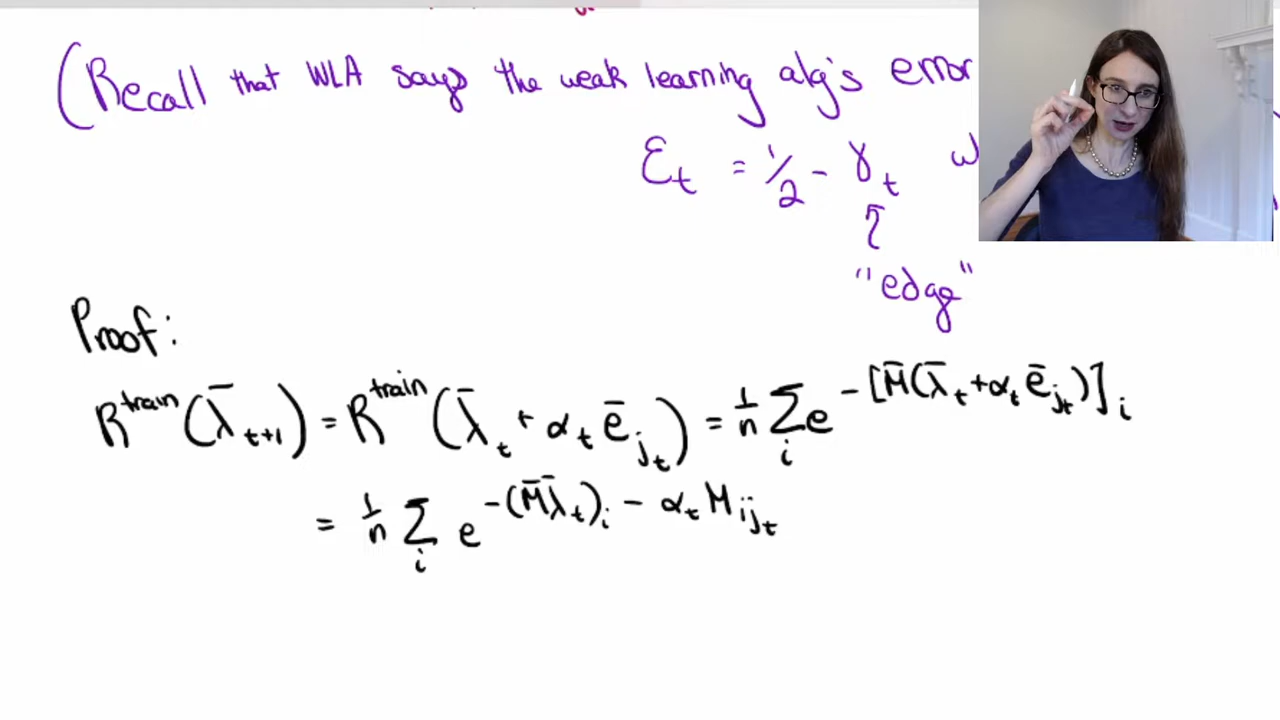 (Recall that WLA says the weak learning alg's error
ε_t = 1/2 - γ_t w
"edge"
Proof:
R^train(λ̄_{t+1}) = R^train(λ̄_t + α_t ē_{j_t}) = 1/n Σ_i e^{-[M̄(λ̄_t + α_t ē_{j_t})]_i}
= 1/n Σ_i e^{-(M̄λ̄_t)_i - α_t M_{ij_t}}